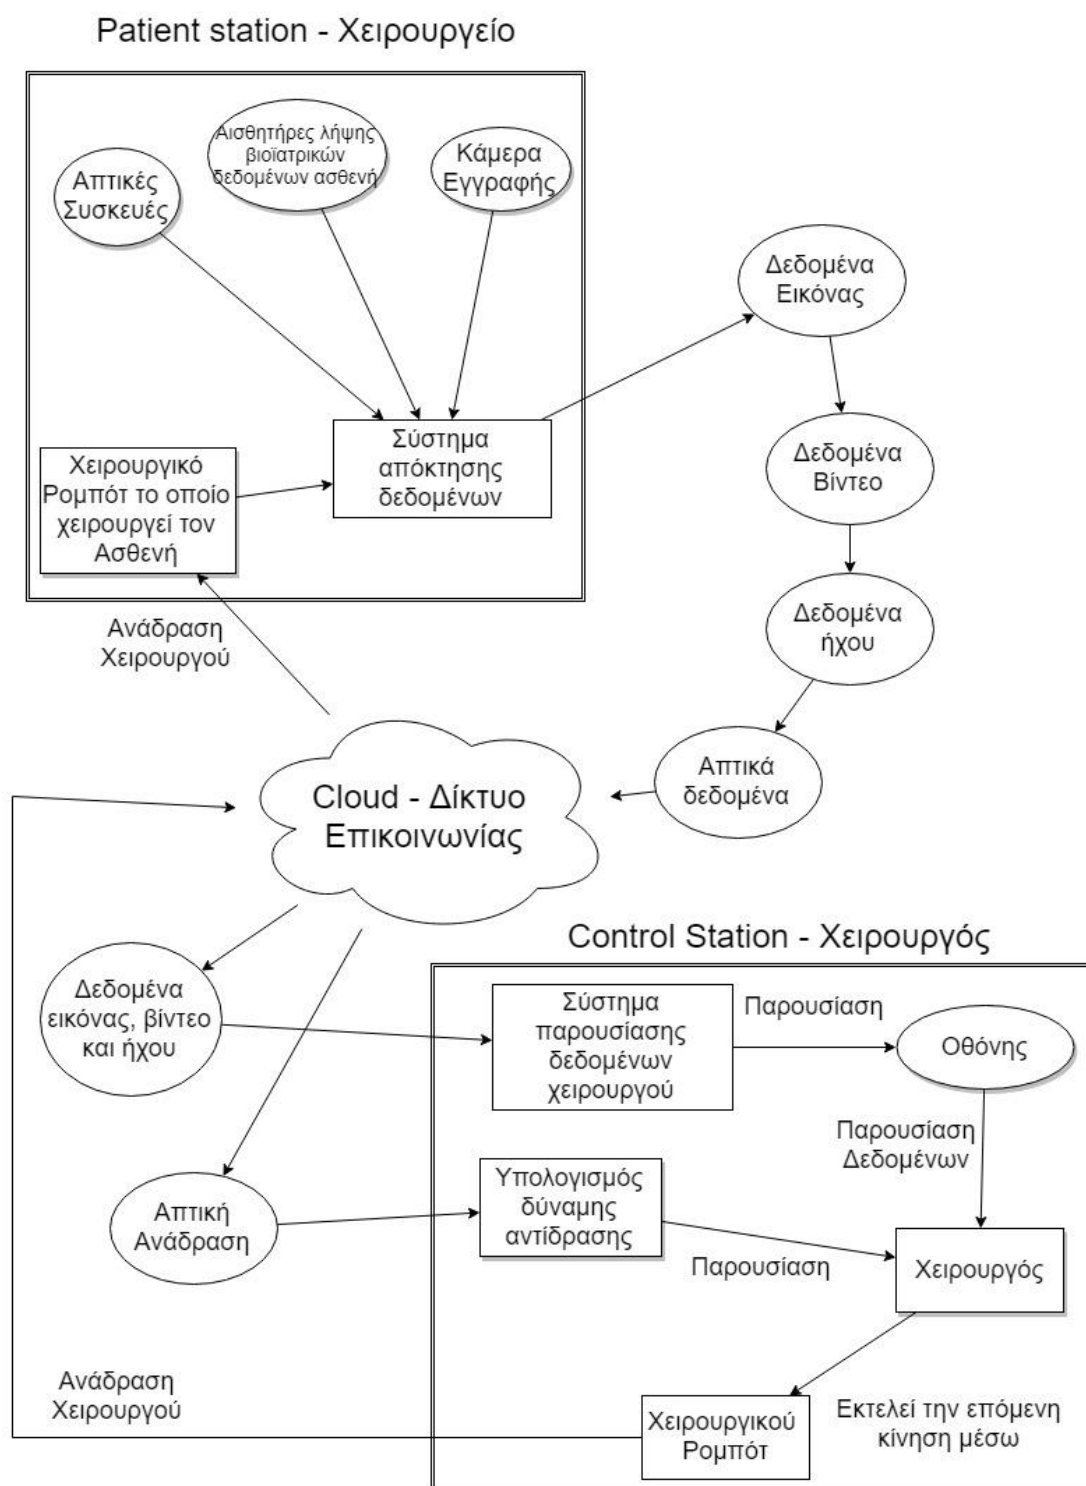 Patient station - Χειρουργείο
Απτικές
Συσκευές
Αισθητήρες λήψης
βιοϊατρικών
δεδομένων ασθενή
Κάμερα
Εγγραφής
Δεδομένα
Εικόνας
Σύστημα
απόκτησης
δεδομένων
Χειρουργικό
Ρομπότ το οποίο
χειρουργεί τον
Ασθενή
Δεδομένα
Βίντεο
Δεδομένα
ήχου
Ανάδραση
Χειρουργού
Απτικά
δεδομένα
Cloud - Δίκτυο
Επικοινωνίας
Control Station - Χειρουργός
Δεδομένα
εικόνας, βίντεο
και ήχου
Σύστημα
παρουσίασης
δεδομένων
χειρουργού
Παρουσίαση
Οθόνης
Παρουσίαση
Δεδομένων
Απτική
Ανάδραση
Υπολογισμός
δύναμης
αντίδρασης
Παρουσίαση
Χειρουργός
Ανάδραση
Χειρουργού
Χειρουργικού
Ρομπότ
Εκτελεί την επόμενη
κίνηση μέσω